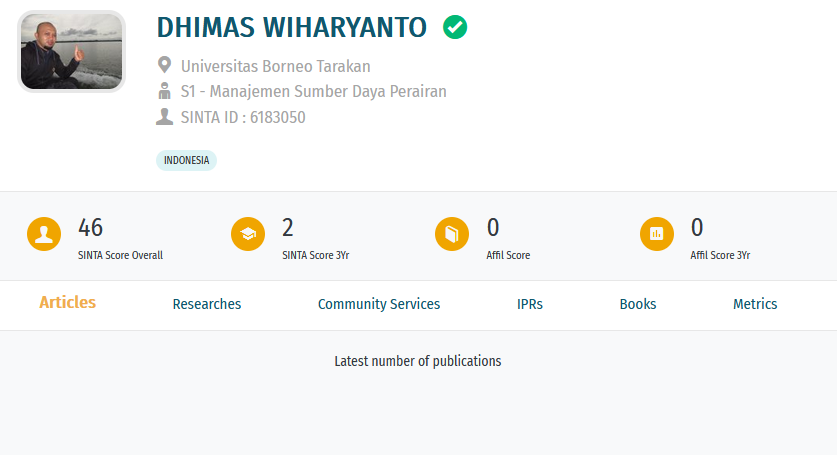 DHIMAS WIHARYANTO
Universitas Borneo Tarakan
S1 - Manajemen Sumber Daya Perairan
SINTA ID : 6183050
INDONESIA
46
SINTA Score Overall
2
SINTA Score 3Yr
0
Affil Score
0
Affil Score 3Yr
Articles Researches Community Services IPRs Books Metrics
Latest number of publications